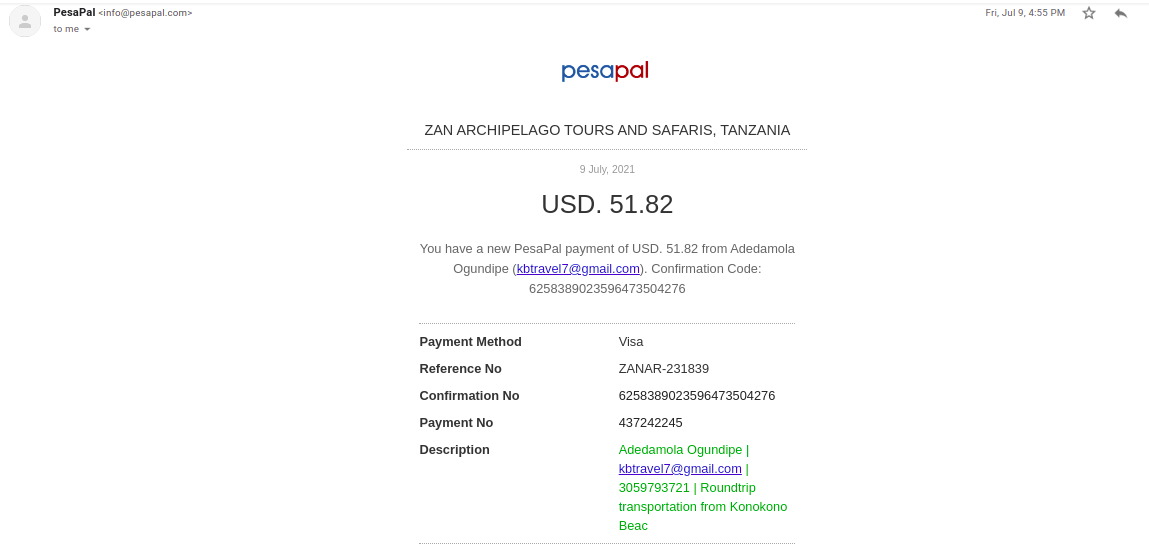 PesaPal <info@pesapal.com>
Fri, Jul 9, 4:55 PM
to me
pesapal
ZAN ARCHIPELAGO TOURS AND SAFARIS, TANZANIA
9 July, 2021
USD. 51.82
You have a new PesaPal payment of USD. 51.82 from Adedamola
Ogundipe (kbtravel7@gmail.com). Confirmation Code:
6258389023596473504276
Payment Method Visa
Reference No ZANAR-231839
Confirmation No 6258389023596473504276
Payment No 437242245
Description Adedamola Ogundipe |
kbtravel7@gmail.com |
3059793721 | Roundtrip
transportation from Konokono
Beac